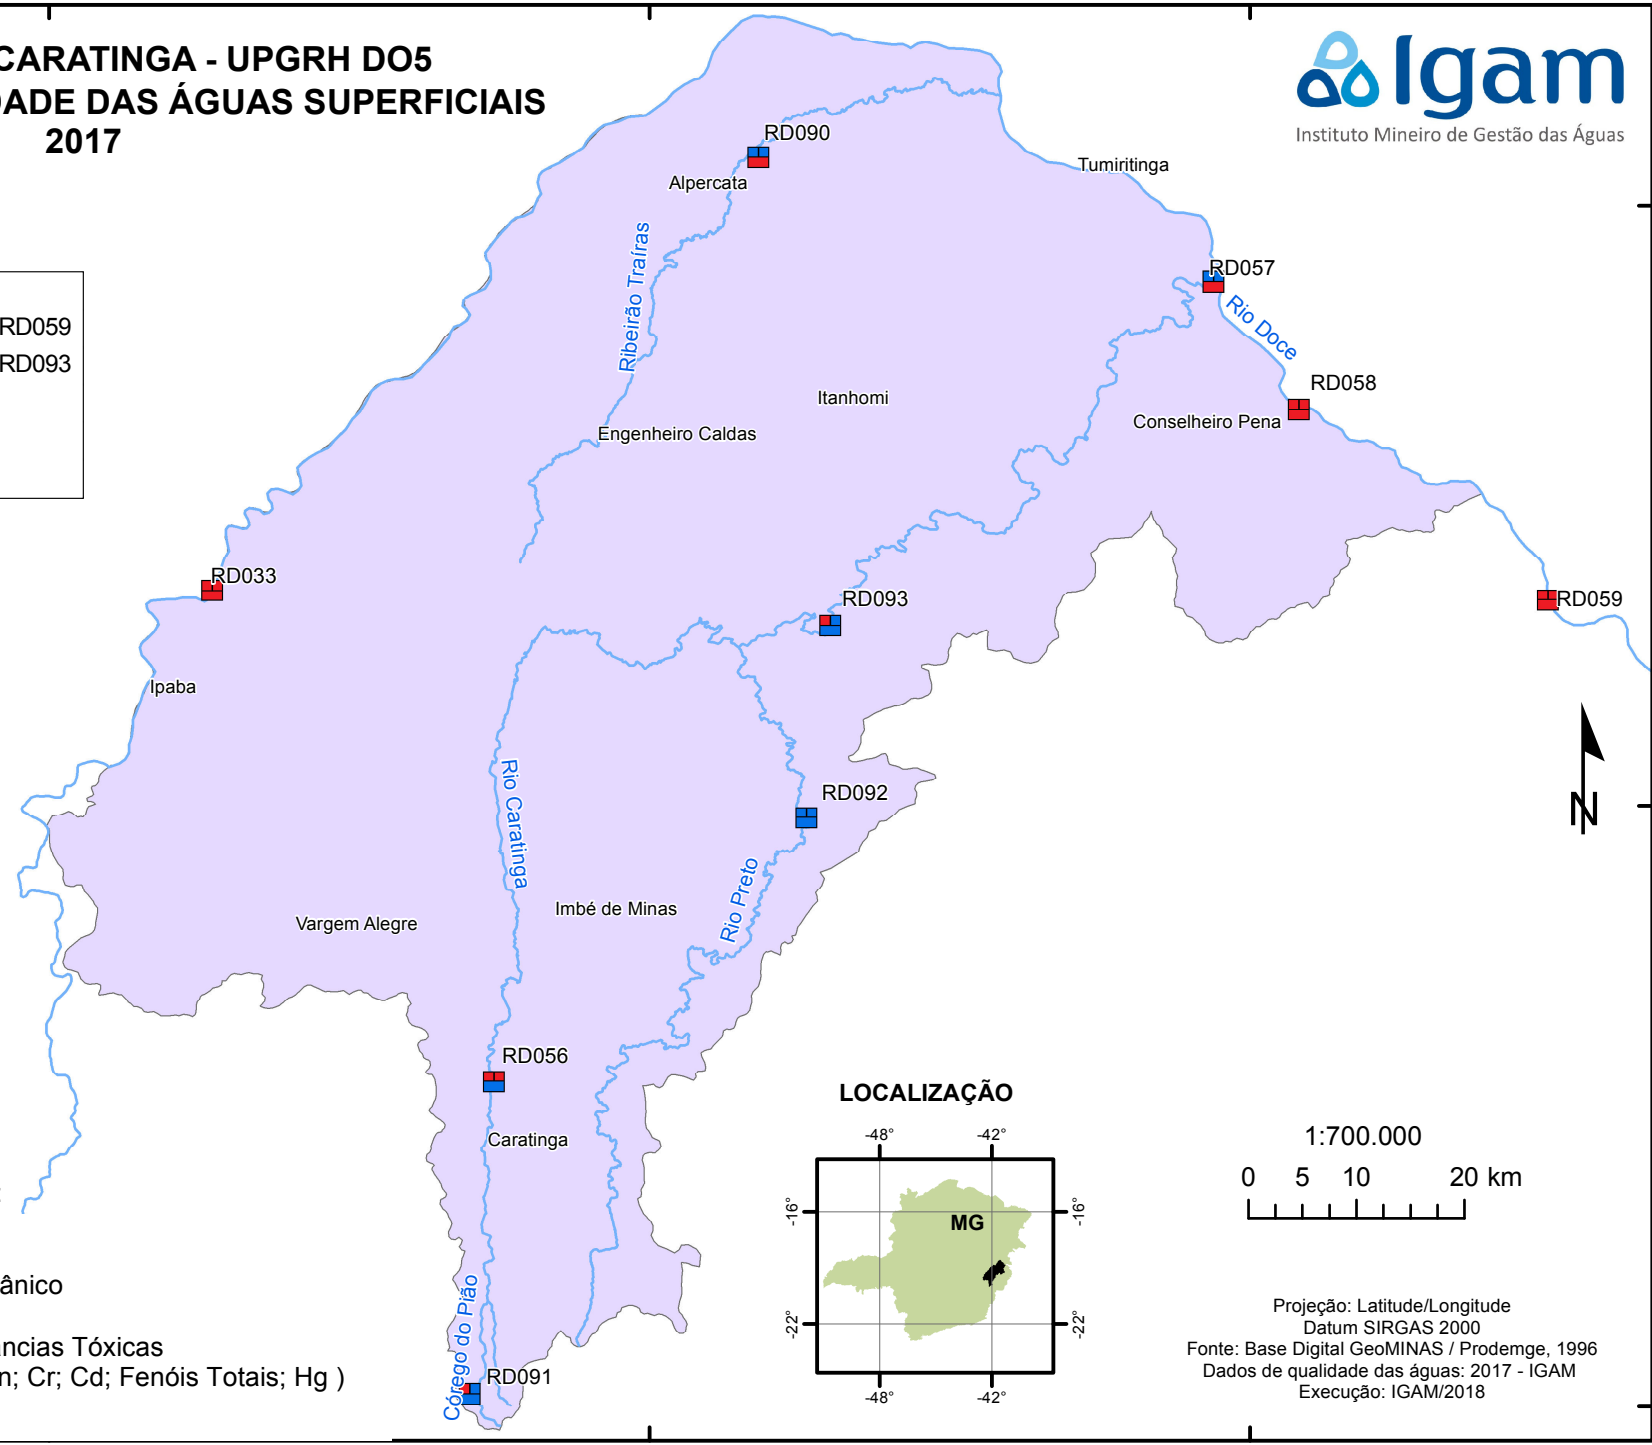 CARATINGA - UPGRH DO5
DADE DAS ÁGUAS SUPERFICIAIS
2017
Igam
Instituto Mineiro de Gestão das Águas
RD090
Alpercata
Tumiritinga
Ribeirão Traíras
RD057
Rio Doce
RD059
RD093
RD058
Itanhomi
Conselheiro Pena
Engenheiro Caldas
RD033
RD093
RD059
Ipaba
Rio Caratinga
RD092
N
Rio Preto
Imbé de Minas
Vargem Alegre
RD056
Caratinga
LOCALIZAÇÃO
-48° -42°
-16° -16°
MG
-22° -22°
-48° -42°
1:700.000
0 5 10 20 km
ânico
ncias Tóxicas
n; Cr; Cd; Fenóis Totais; Hg )
Córrego do Pião
RD091
Projeção: Latitude/Longitude
Datum SIRGAS 2000
Fonte: Base Digital GeoMINAS / Prodemge, 1996
Dados de qualidade das águas: 2017 - IGAM
Execução: IGAM/2018